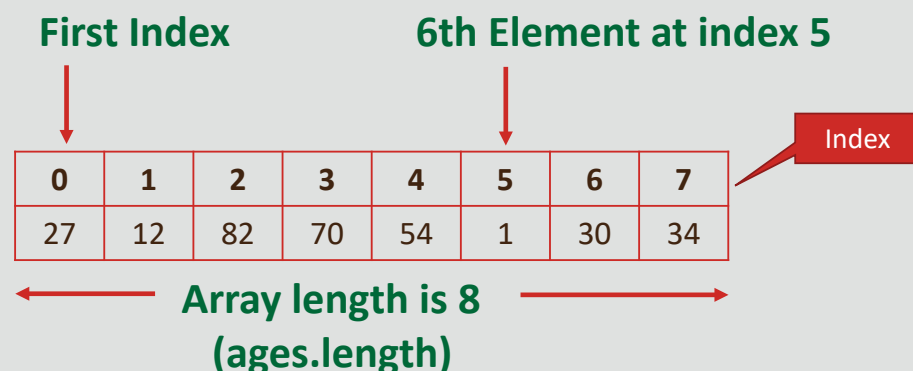 First Index
6th Element at index 5
Index
0 1 2 3 4 5 6 7
27 12 82 70 54 1 30 34
Array length is 8
(ages.length)